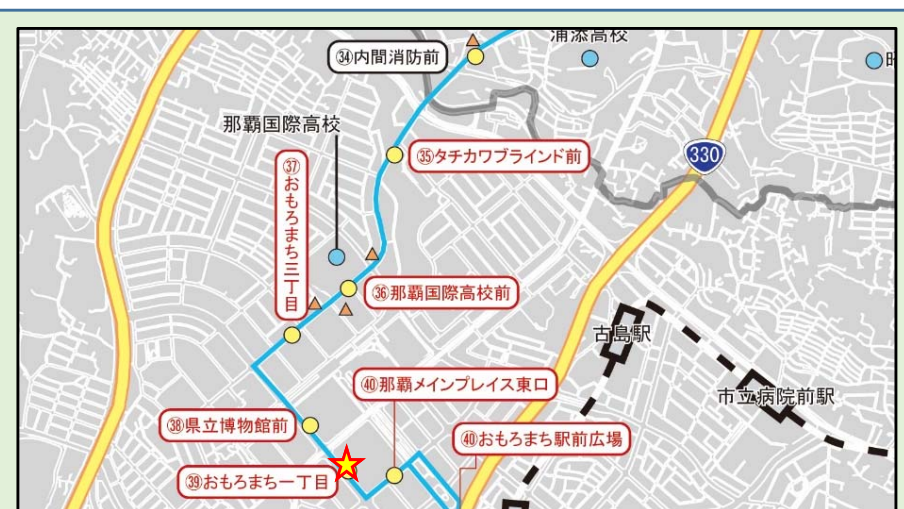 浦添高校
㉞内間消防前
那覇国際高校
㉟タチカワブラインド前
330
㊲おもろまち三丁目
㊱那覇国際高校前
古島駅
㊵那覇メインプレイス東口
市立病院前駅
㊳県立博物館前
㊵おもろまち駅前広場
㊴おもろまち一丁目